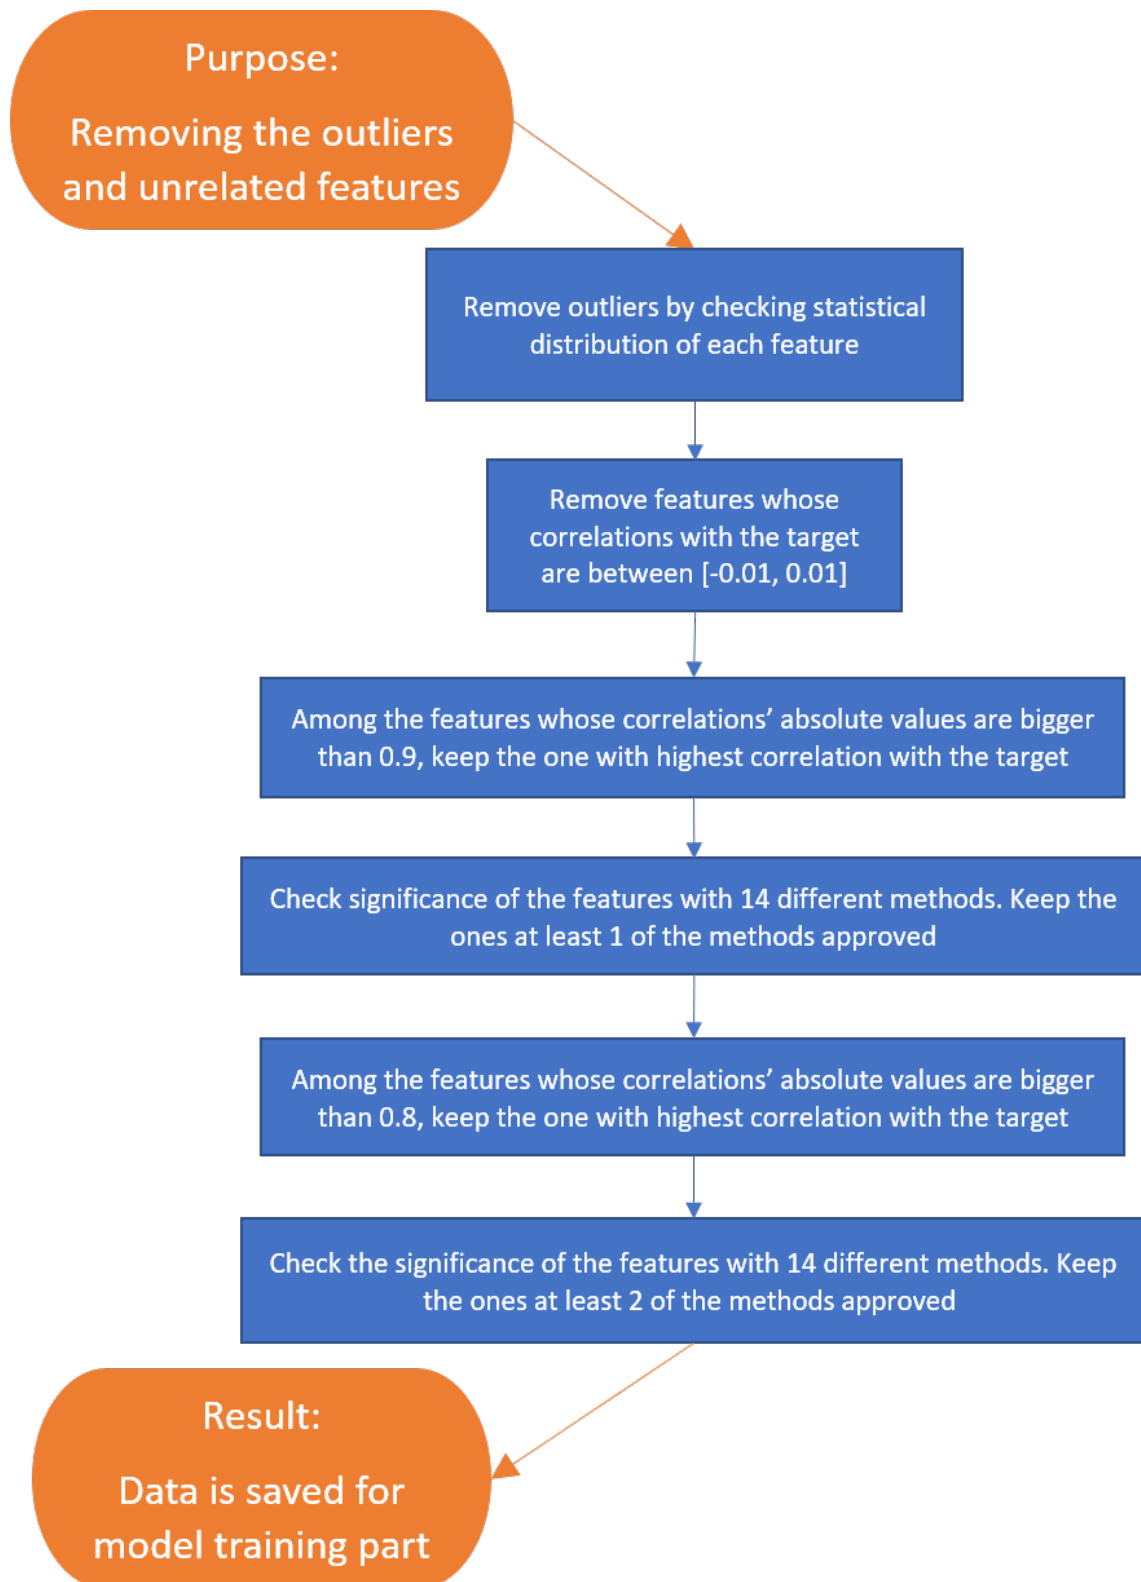 Purpose:
Removing the outliers
and unrelated features
Remove outliers by checking statistical
distribution of each feature
Remove features whose
correlations with the target
are between [-0.01, 0.01]
Among the features whose correlations’ absolute values are bigger
than 0.9, keep the one with highest correlation with the target
Check significance of the features with 14 different methods. Keep the
ones at least 1 of the methods approved
Among the features whose correlations’ absolute values are bigger
than 0.8, keep the one with highest correlation with the target
Check the significance of the features with 14 different methods. Keep
the ones at least 2 of the methods approved
Result:
Data is saved for
model training part